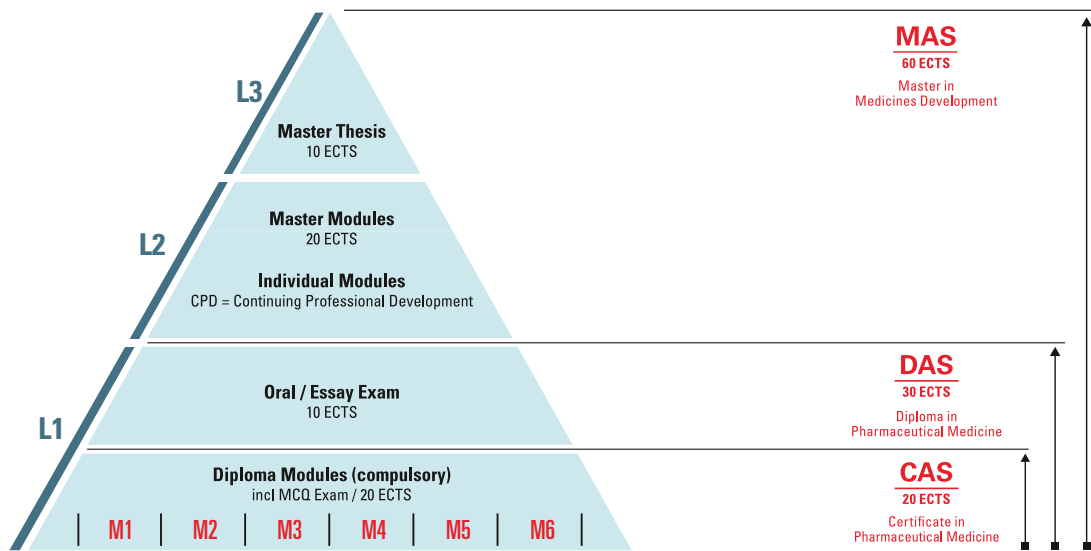 L3
Master Thesis
10 ECTS
MAS
60 ECTS
Master in
Medicines Development
L2
Master Modules
20 ECTS
Individual Modules
CPD = Continuing Professional Development
L1
Oral / Essay Exam
10 ECTS
DAS
30 ECTS
Diploma in
Pharmaceutical Medicine
Diploma Modules (compulsory)
incl MCQ Exam / 20 ECTS
M1 M2 M3 M4 M5 M6
CAS
20 ECTS
Certificate in
Pharmaceutical Medicine